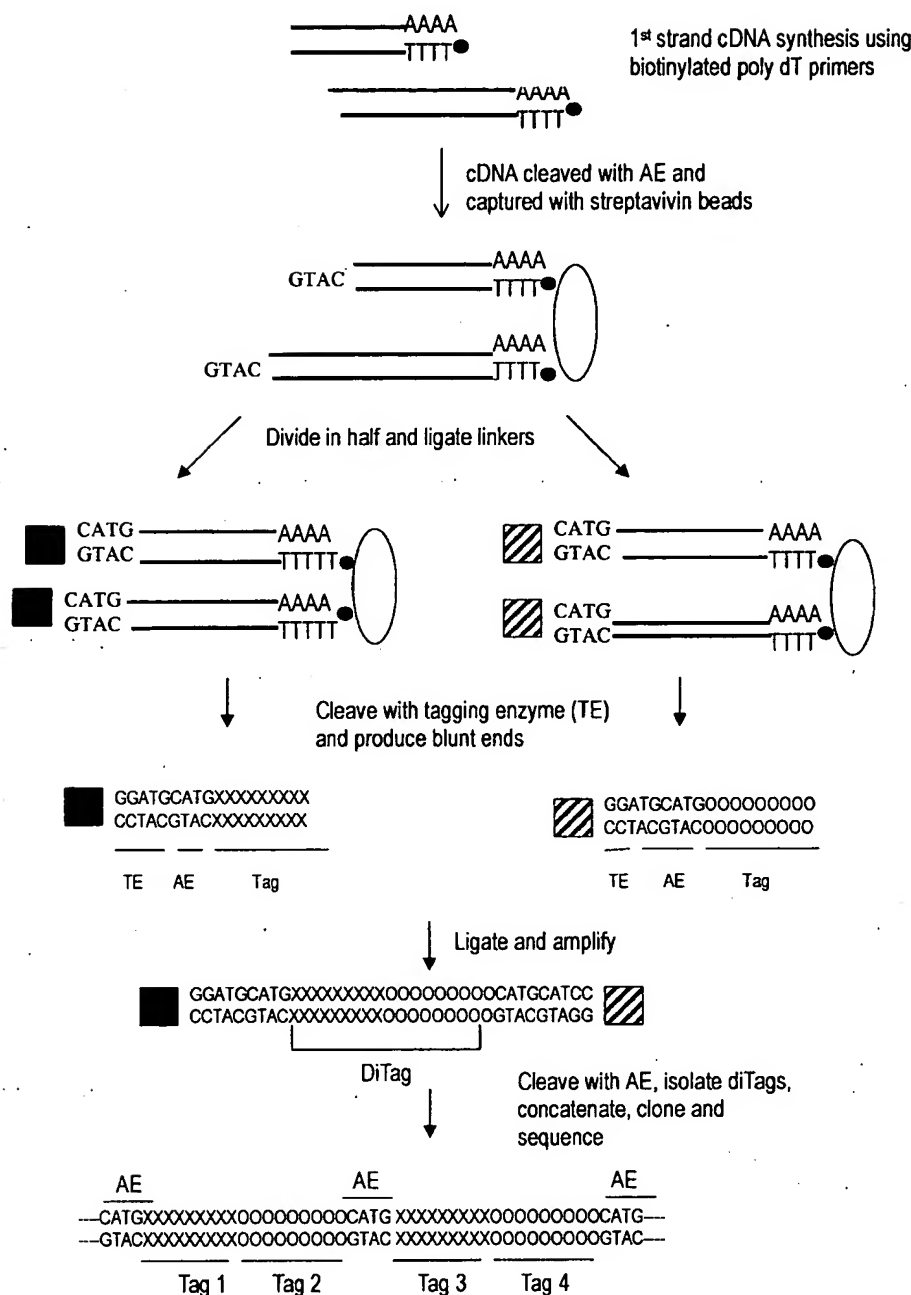 AAAA
TTTT
1st strand cDNA synthesis using
biotinylated poly dT primers
AAAA
TTTT
cDNA cleaved with AE and
captured with streptavivin beads
AAAA
GTAC
TTTT
AAAA
GTAC
TTTT
Divide in half and ligate linkers
CATG
AAAA
GTAC
TTTTT
CATG
AAAA
GTAC
TTTTT
CATG
AAAA
GTAC
TTTT
CATG
AAAA
GTAC
TTTT
Cleave with tagging enzyme (TE)
and produce blunt ends
GGATGCATGXXXXXXXXX
CCTACGTACXXXXXXXXX
TE AE Tag
GGATGCATGOOOOOOOOO
CCTACGTACOOOOOOOOO
TE AE Tag
Ligate and amplify
GGATGCATGXXXXXXXXXOOOOOOOOOCATGCATCC
CCTACGTACXXXXXXXXXOOOOOOOOOGTACGTAGG
DiTag
Cleave with AE, isolate diTags,
concatenate, clone and
sequence
AE AE AE
---CATGXXXXXXXXXOOOOOOOOOCATGXXXXXXXXXOOOOOOOOOCATG---
---GTACXXXXXXXXXOOOOOOOOOGTACXXXXXXXXXOOOOOOOOOGTAC---
Tag 1 Tag 2 Tag 3 Tag 4